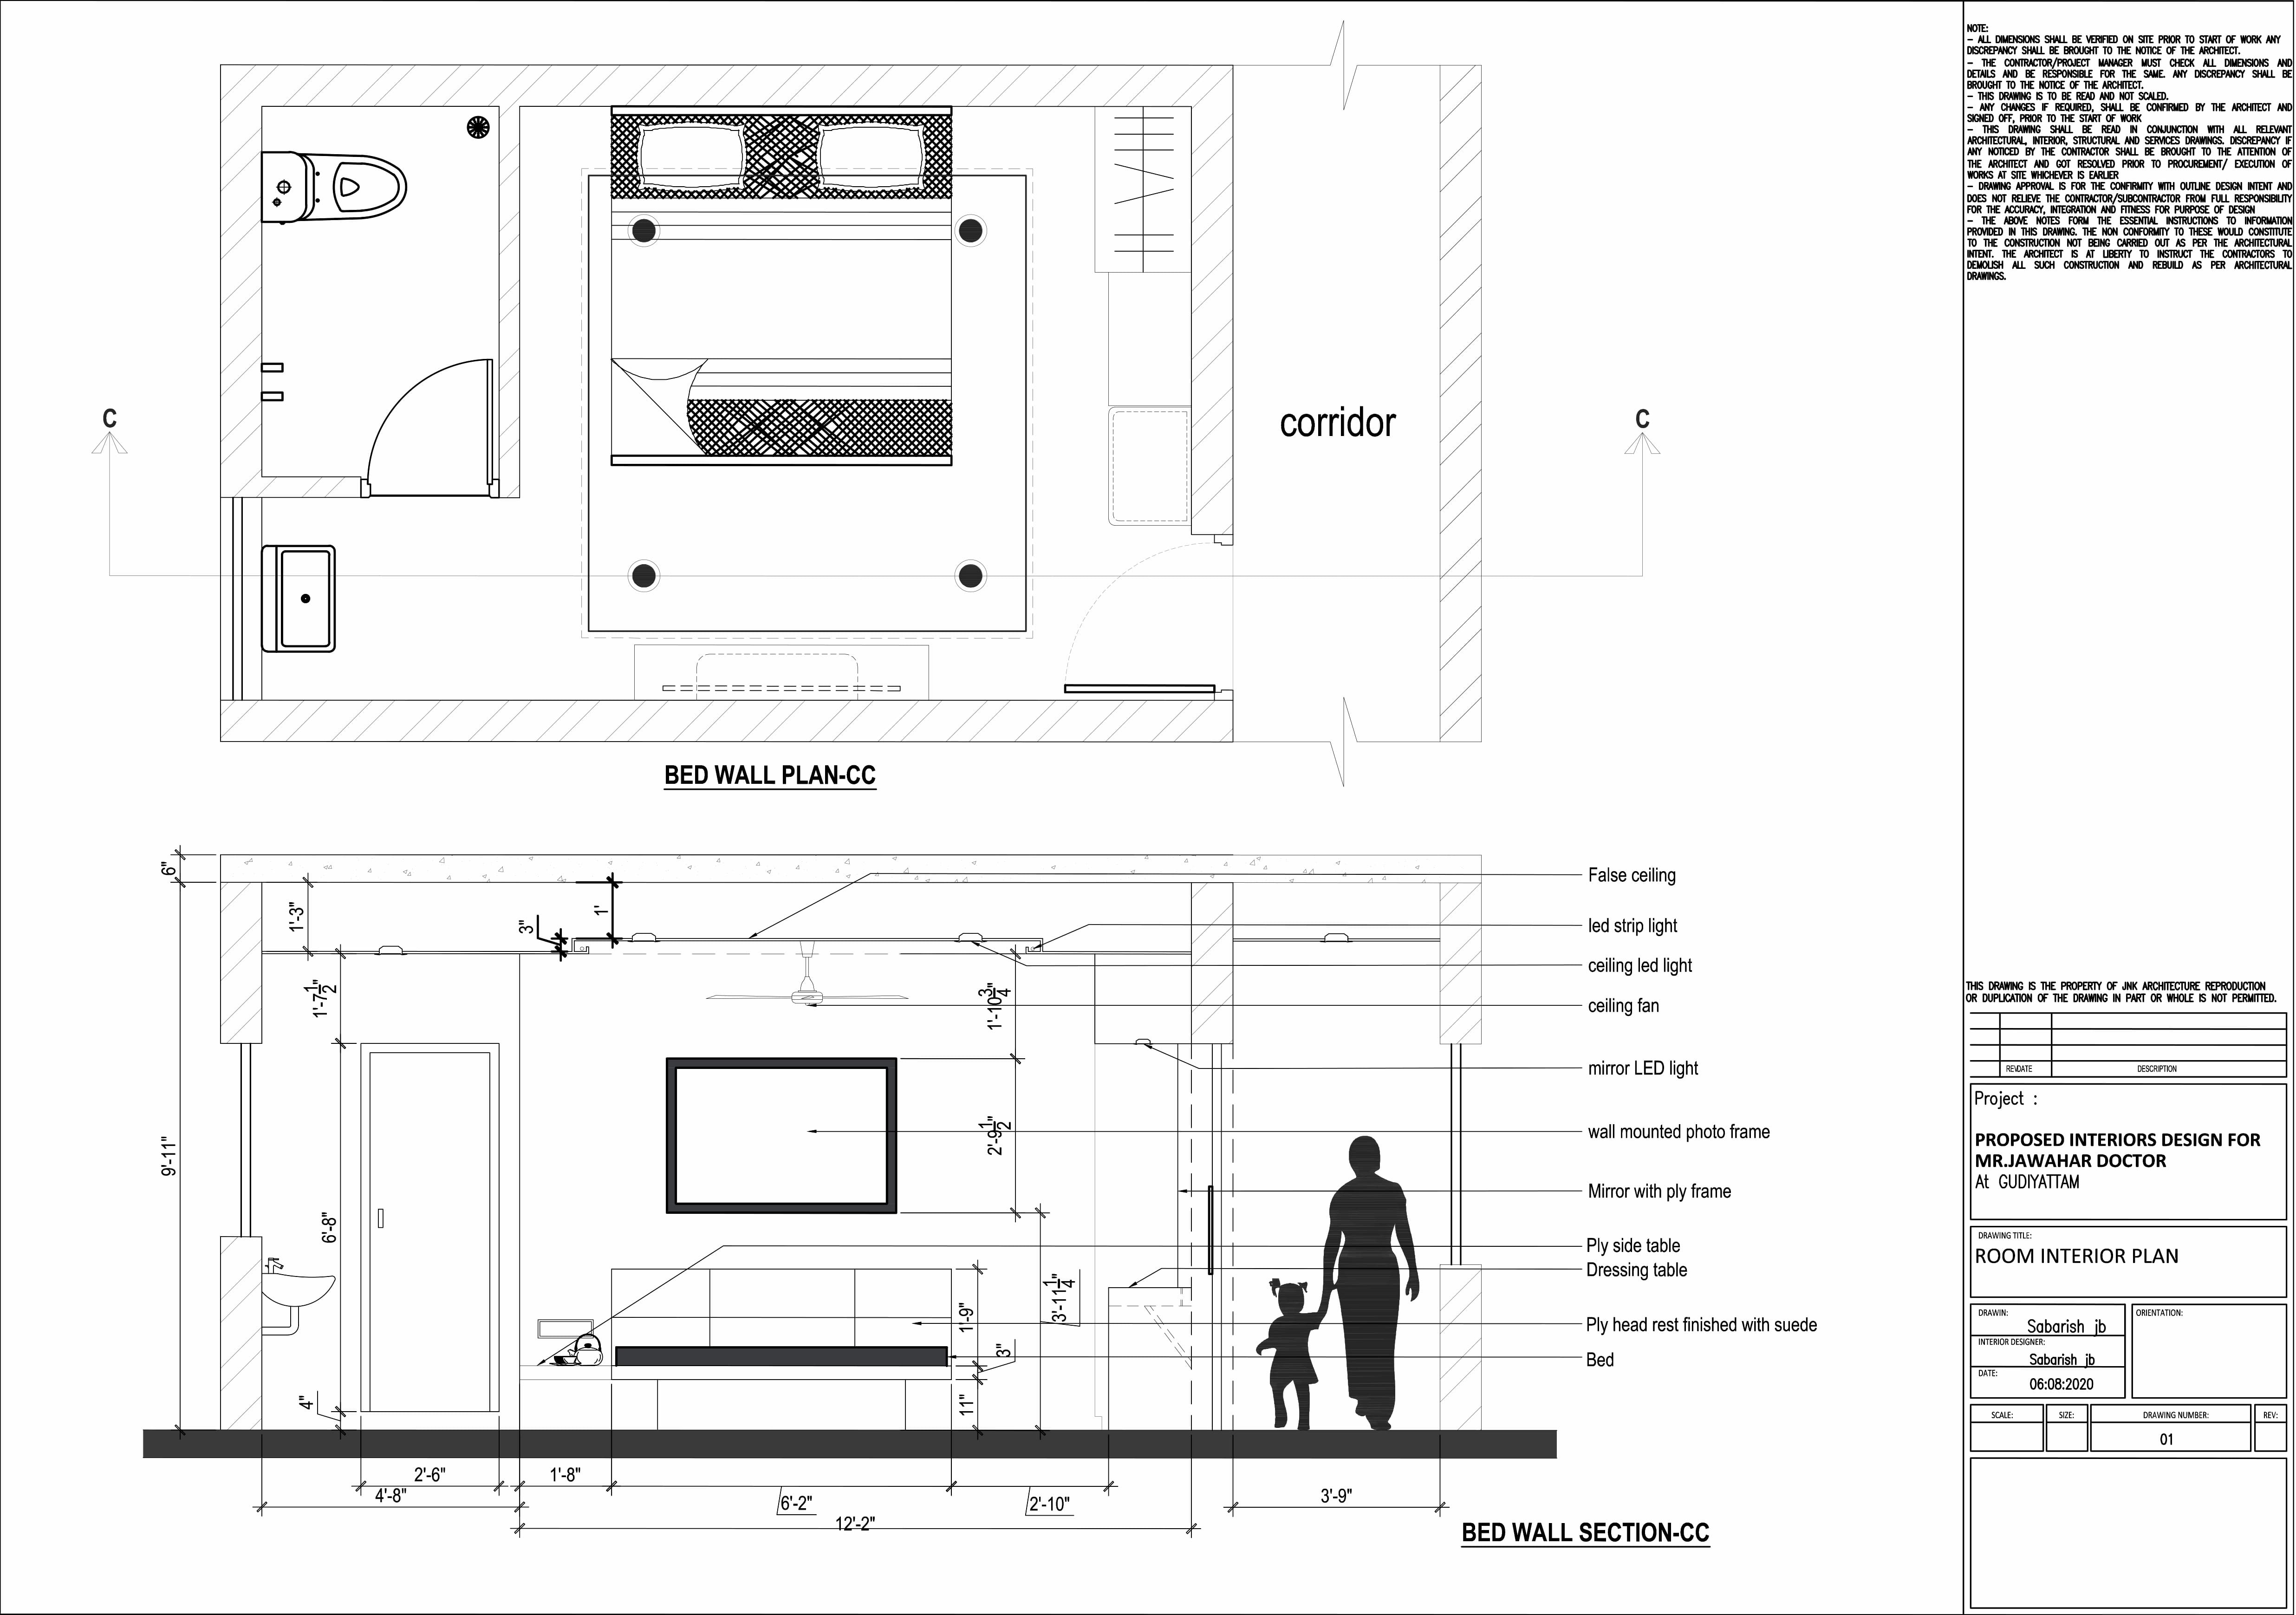 C
C
corridor
BED WALL PLAN-CC
6"
9'-11"
1'-3"
1'
3"
1'-7 1/2"
6'-8"
4"
1'-10 3/4"
2'-9 1/2"
3'-11 1/4"
1'-9"
3"
11"
False ceiling
led strip light
ceiling led light
ceiling fan
mirror LED light
wall mounted photo frame
Mirror with ply frame
Ply side table
Dressing table
Ply head rest finished with suede
Bed
2'-6"
1'-8"
4'-8"
6'-2"
2'-10"
3'-9"
12'-2"
BED WALL SECTION-CC
NOTE:
- ALL DIMENSIONS SHALL BE VERIFIED ON SITE PRIOR TO START OF WORK ANY
DISCREPANCY SHALL BE BROUGHT TO THE NOTICE OF THE ARCHITECT.
- THE CONTRACTOR/PROJECT MANAGER MUST CHECK ALL DIMENSIONS AND
DETAILS AND BE RESPONSIBLE FOR THE SAME. ANY DISCREPANCY SHALL BE
BROUGHT TO THE NOTICE OF THE ARCHITECT.
- THIS DRAWING IS TO BE READ AND NOT SCALED.
- ANY CHANGES IF REQUIRED, SHALL BE CONFIRMED BY THE ARCHITECT AND
SIGNED OFF, PRIOR TO THE START OF WORK
- THIS DRAWING SHALL BE READ IN CONJUNCTION WITH ALL RELEVANT
ARCHITECTURAL, INTERIOR, STRUCTURAL AND SERVICES DRAWINGS. DISCREPANCY IF
ANY NOTICED BY THE CONTRACTOR SHALL BE BROUGHT TO THE ATTENTION OF
THE ARCHITECT AND GOT RESOLVED PRIOR TO PROCUREMENT/ EXECUTION OF
WORKS AT SITE WHICHEVER IS EARLIER
- DRAWING APPROVAL IS FOR THE CONFIRMITY WITH OUTLINE DESIGN INTENT AND
DOES NOT RELIEVE THE CONTRACTOR/SUBCONTRACTOR FROM FULL RESPONSIBILITY
FOR THE ACCURACY, INTEGRATION AND FITNESS FOR PURPOSE OF DESIGN
- THE ABOVE NOTES FORM THE ESSENTIAL INSTRUCTIONS TO INFORMATION
PROVIDED IN THIS DRAWING. THE NON CONFORMITY TO THESE WOULD CONSTITUTE
TO THE CONSTRUCTION NOT BEING CARRIED OUT AS PER THE ARCHITECTURAL
INTENT. THE ARCHITECT IS AT LIBERTY TO INSTRUCT THE CONTRACTORS TO
DEMOLISH ALL SUCH CONSTRUCTION AND REBUILD AS PER ARCHITECTURAL
DRAWINGS.
THIS DRAWING IS THE PROPERTY OF JNK ARCHITECTURE REPRODUCTION
OR DUPLICATION OF THE DRAWING IN PART OR WHOLE IS NOT PERMITTED.
REV DATE DESCRIPTION
Project :
PROPOSED INTERIORS DESIGN FOR
MR.JAWAHAR DOCTOR
At GUDIYATTAM
DRAWING TITLE:
ROOM INTERIOR PLAN
DRAWIN:
Sabarish jb
ORIENTATION:
INTERIOR DESIGNER:
Sabarish jb
DATE:
06:08:2020
SCALE: SIZE: DRAWING NUMBER: REV:
01